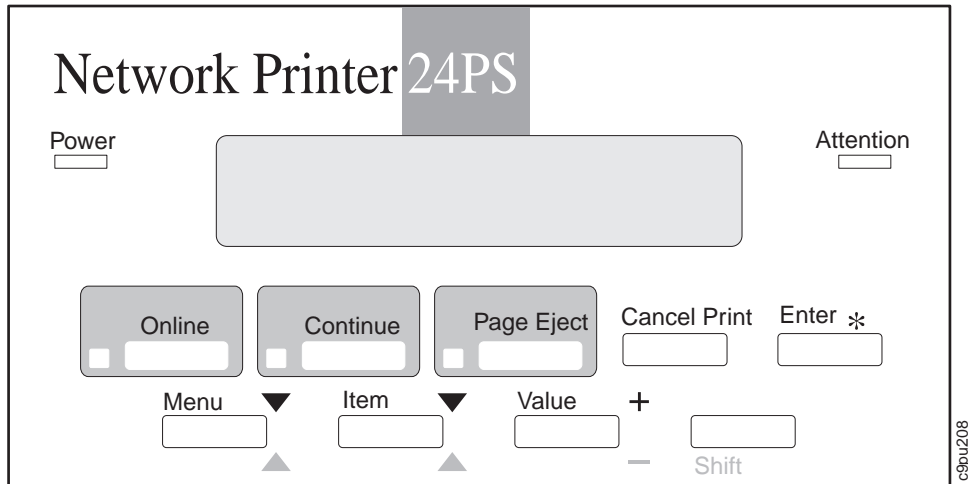 Network Printer 24PS
Power
Attention
Online
Continue
Page Eject
Cancel Print
Enter *
Menu
Item
Value +
−
Shift
c9pu208